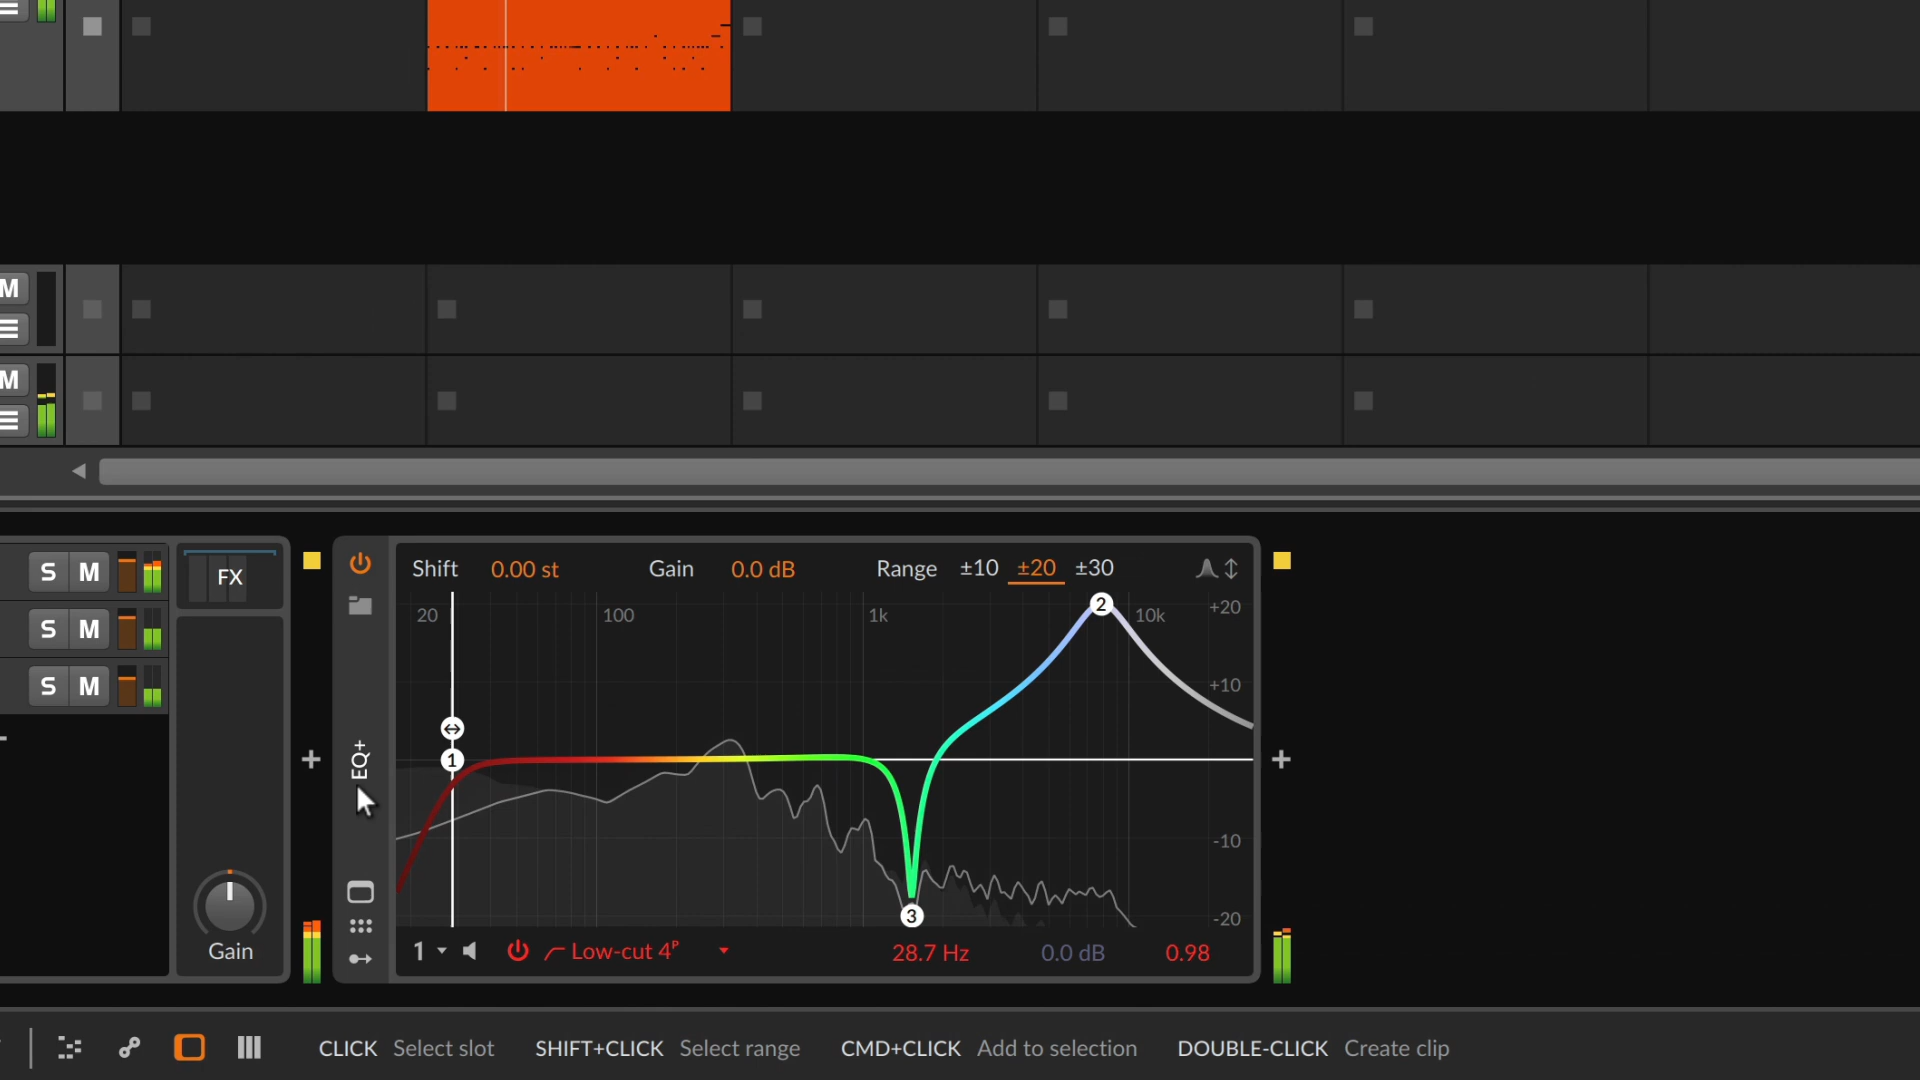 M
M
S M
FX
Shift 0.00 st Gain 0.0 dB Range ±10 ±20 ±30
20 100 1k 10k +20
S M
S M
+10
EQ+
-10
-20
1
2
3
Gain
1 Low-cut 4P 28.7 Hz 0.0 dB 0.98
CLICK Select slot SHIFT+CLICK Select range CMD+CLICK Add to selection DOUBLE-CLICK Create clip